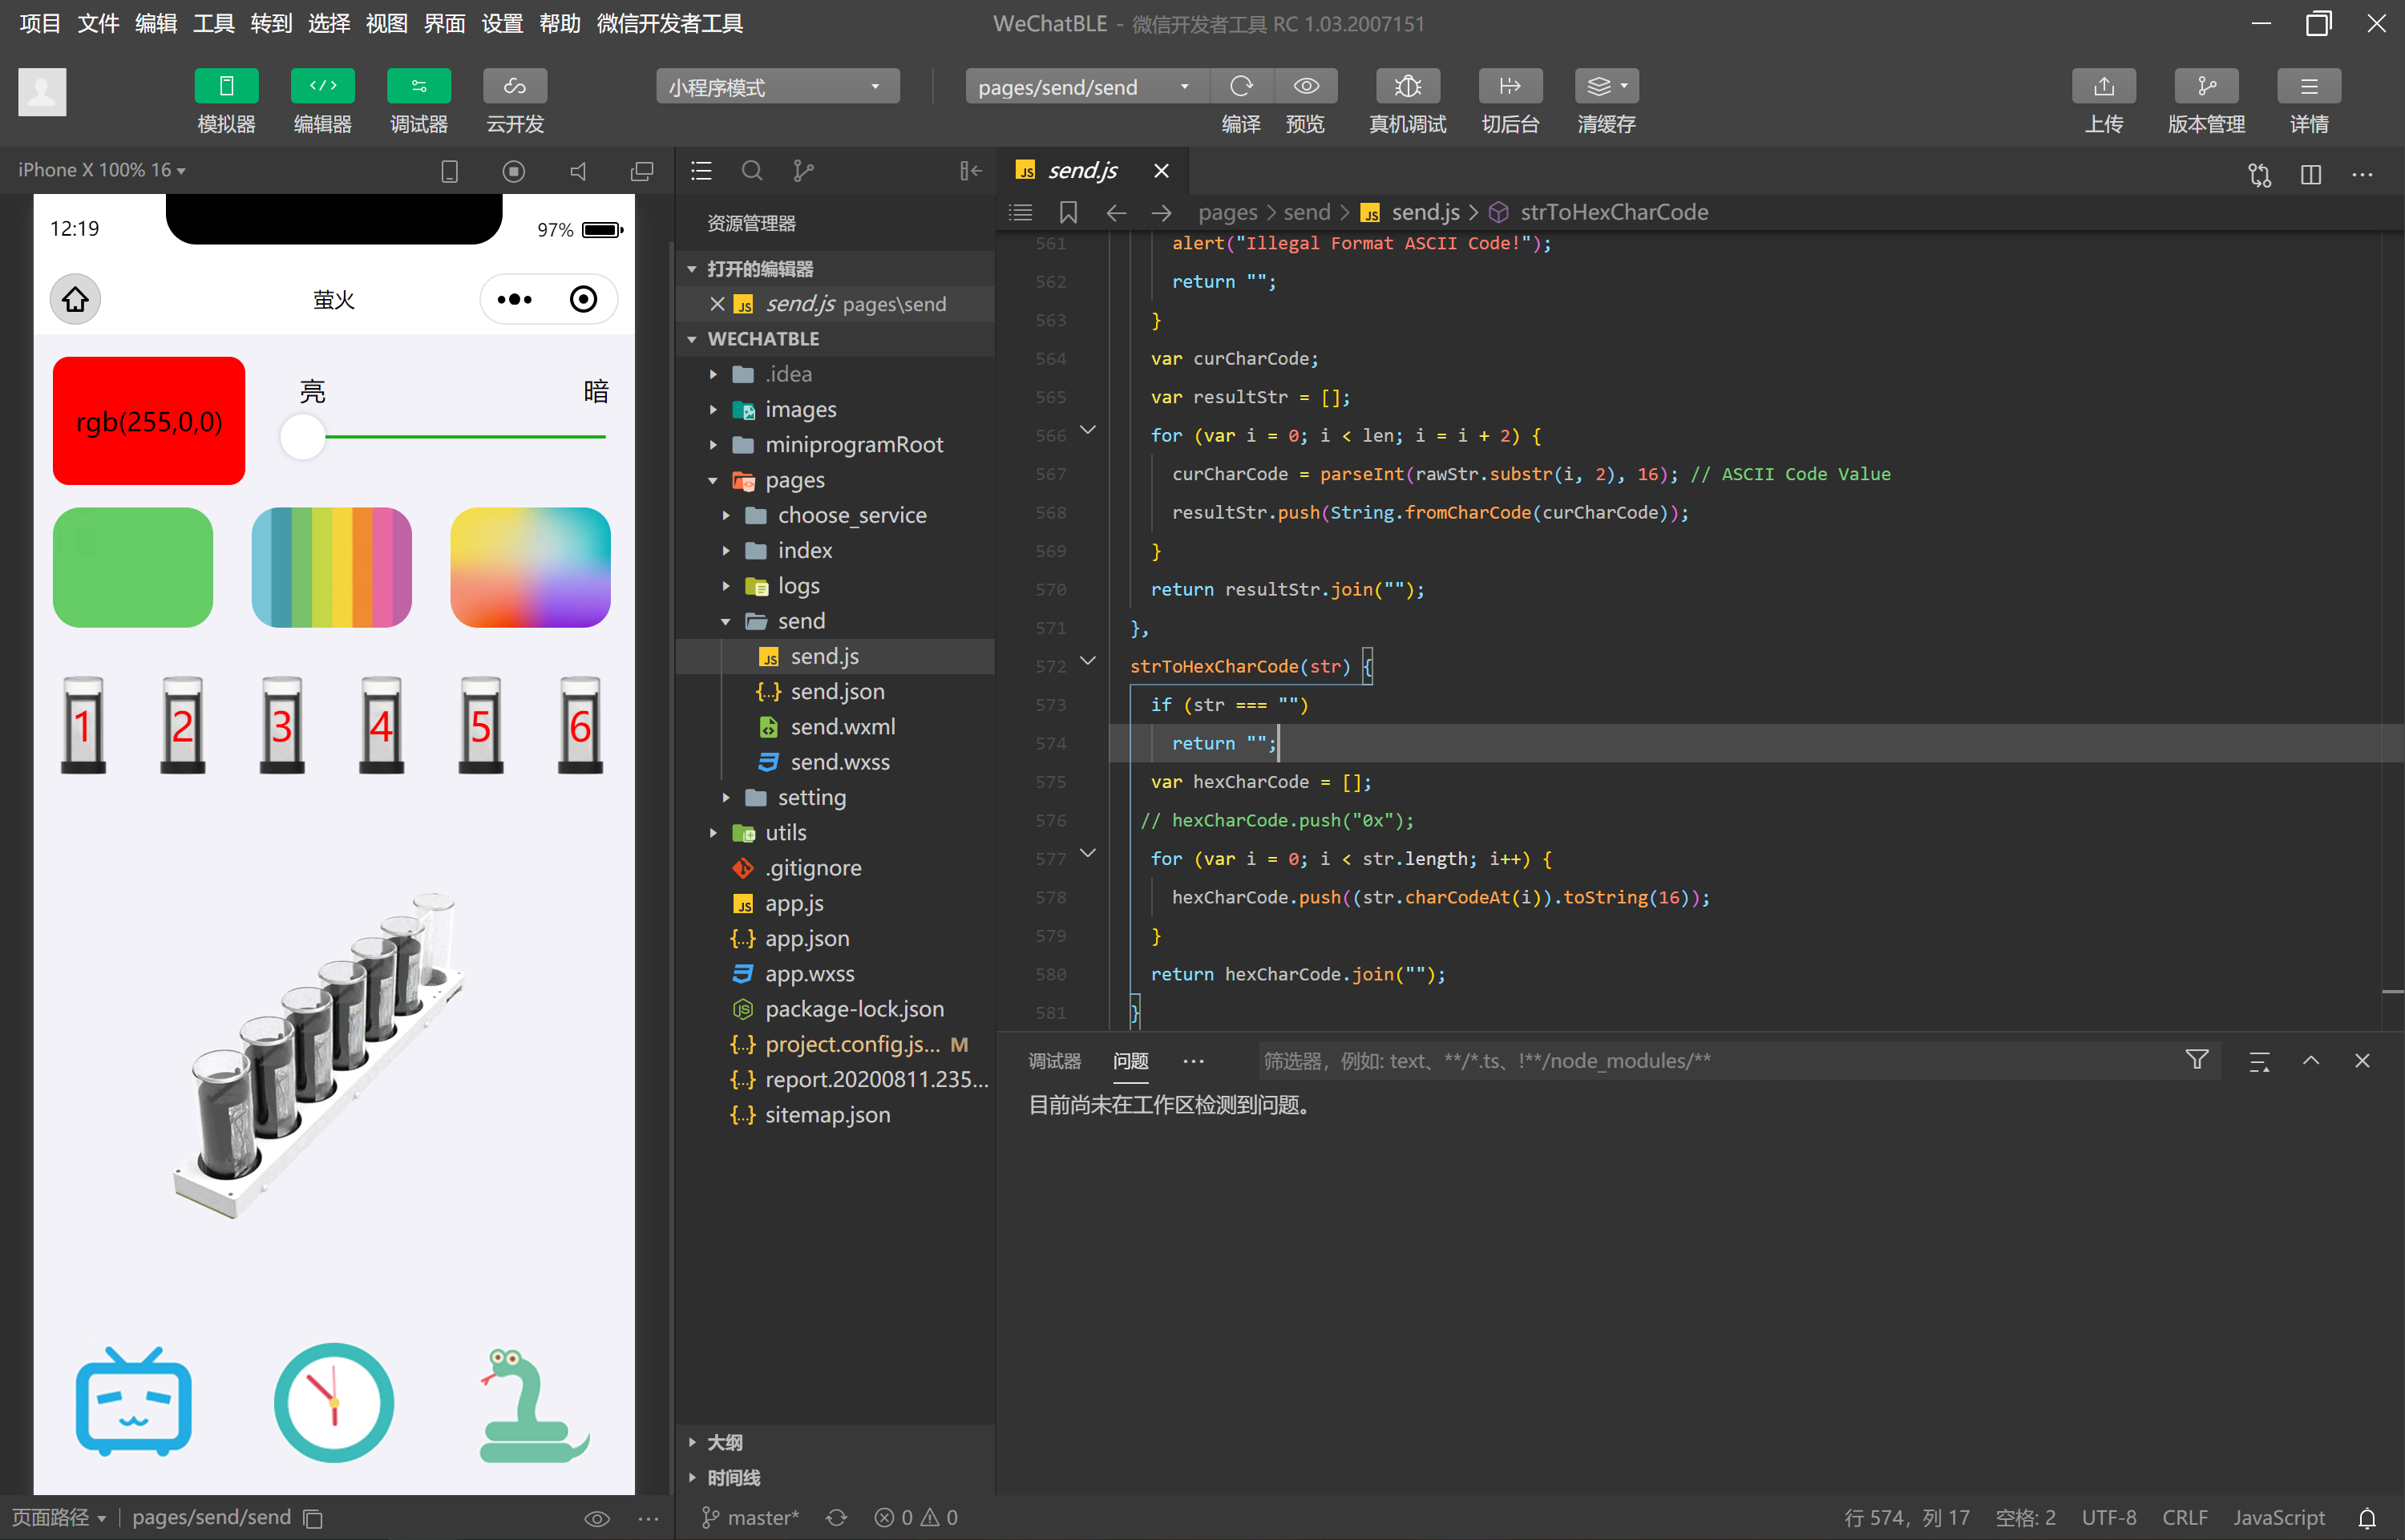 项目 文件 编辑 工具 转到 选择 视图 界面 设置 帮助 微信开发者工具
WeChatBLE - 微信开发者工具 RC 1.03.2007151
模拟器 编辑器 调试器 云开发
小程序模式
pages/send/send
编译 预览 真机调试 切后台 清缓存
上传 版本管理 详情
iPhone X 100% 16
12:19
97%
萤火
rgb(255,0,0)
亮 暗
1 2 3 4 5 6
页面路径 pages/send/send
资源管理器
打开的编辑器
JS send.js pages\send
WECHATBLE
.idea
images
miniprogramRoot
pages
choose_service
index
logs
send
JS send.js
{..} send.json
send.wxml
send.wxss
setting
utils
.gitignore
JS app.js
{..} app.json
app.wxss
package-lock.json
{..} project.config.js... M
{..} report.20200811.235...
{..} sitemap.json
大纲
时间线
master* 0 0
JS send.js
pages > send > JS send.js > strToHexCharCode
561 alert("Illegal Format ASCII Code!");
562 return "";
563 }
564 var curCharCode;
565 var resultStr = [];
566 for (var i = 0; i < len; i = i + 2) {
567 curCharCode = parseInt(rawStr.substr(i, 2), 16); // ASCII Code Value
568 resultStr.push(String.fromCharCode(curCharCode));
569 }
570 return resultStr.join("");
571 },
572 strToHexCharCode(str) {
573 if (str === "")
574 return "";
575 var hexCharCode = [];
576 // hexCharCode.push("0x");
577 for (var i = 0; i < str.length; i++) {
578 hexCharCode.push((str.charCodeAt(i)).toString(16));
579 }
580 return hexCharCode.join("");
581 }
调试器 问题 ···
筛选器，例如: text、**/*.ts、!**/node_modules/**
目前尚未在工作区检测到问题。
行 574，列 17 空格: 2 UTF-8 CRLF JavaScript